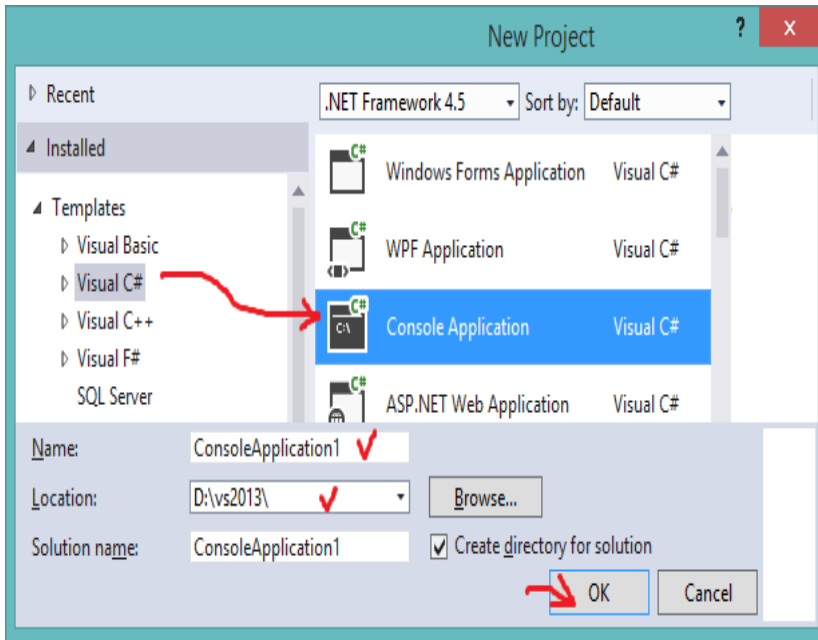 New Project
?
X
Recent
.NET Framework 4.5 Sort by: Default
Installed
Templates
Visual Basic
Visual C#
Visual C++
Visual F#
SQL Server
C#
Windows Forms Application Visual C#
C#
WPF Application Visual C#
C#
C:\
Console Application Visual C#
C#
ASP.NET Web Application Visual C#
Name: ConsoleApplication1
Location: D:\vs2013\ Browse...
Solution name: ConsoleApplication1 Create directory for solution
OK Cancel